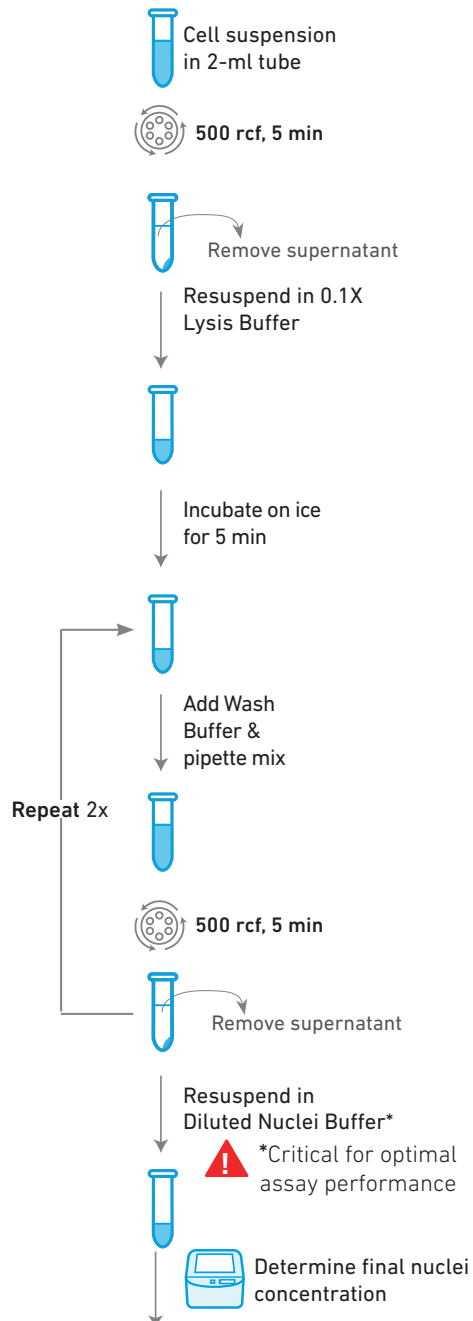 Cell suspension
in 2-ml tube
500 rcf, 5 min
Remove supernatant
Resuspend in 0.1X
Lysis Buffer
Incubate on ice
for 5 min
Add Wash
Buffer &
pipette mix
Repeat 2x
500 rcf, 5 min
Remove supernatant
Resuspend in
Diluted Nuclei Buffer*
!
*Critical for optimal
assay performance
Determine final nuclei
concentration